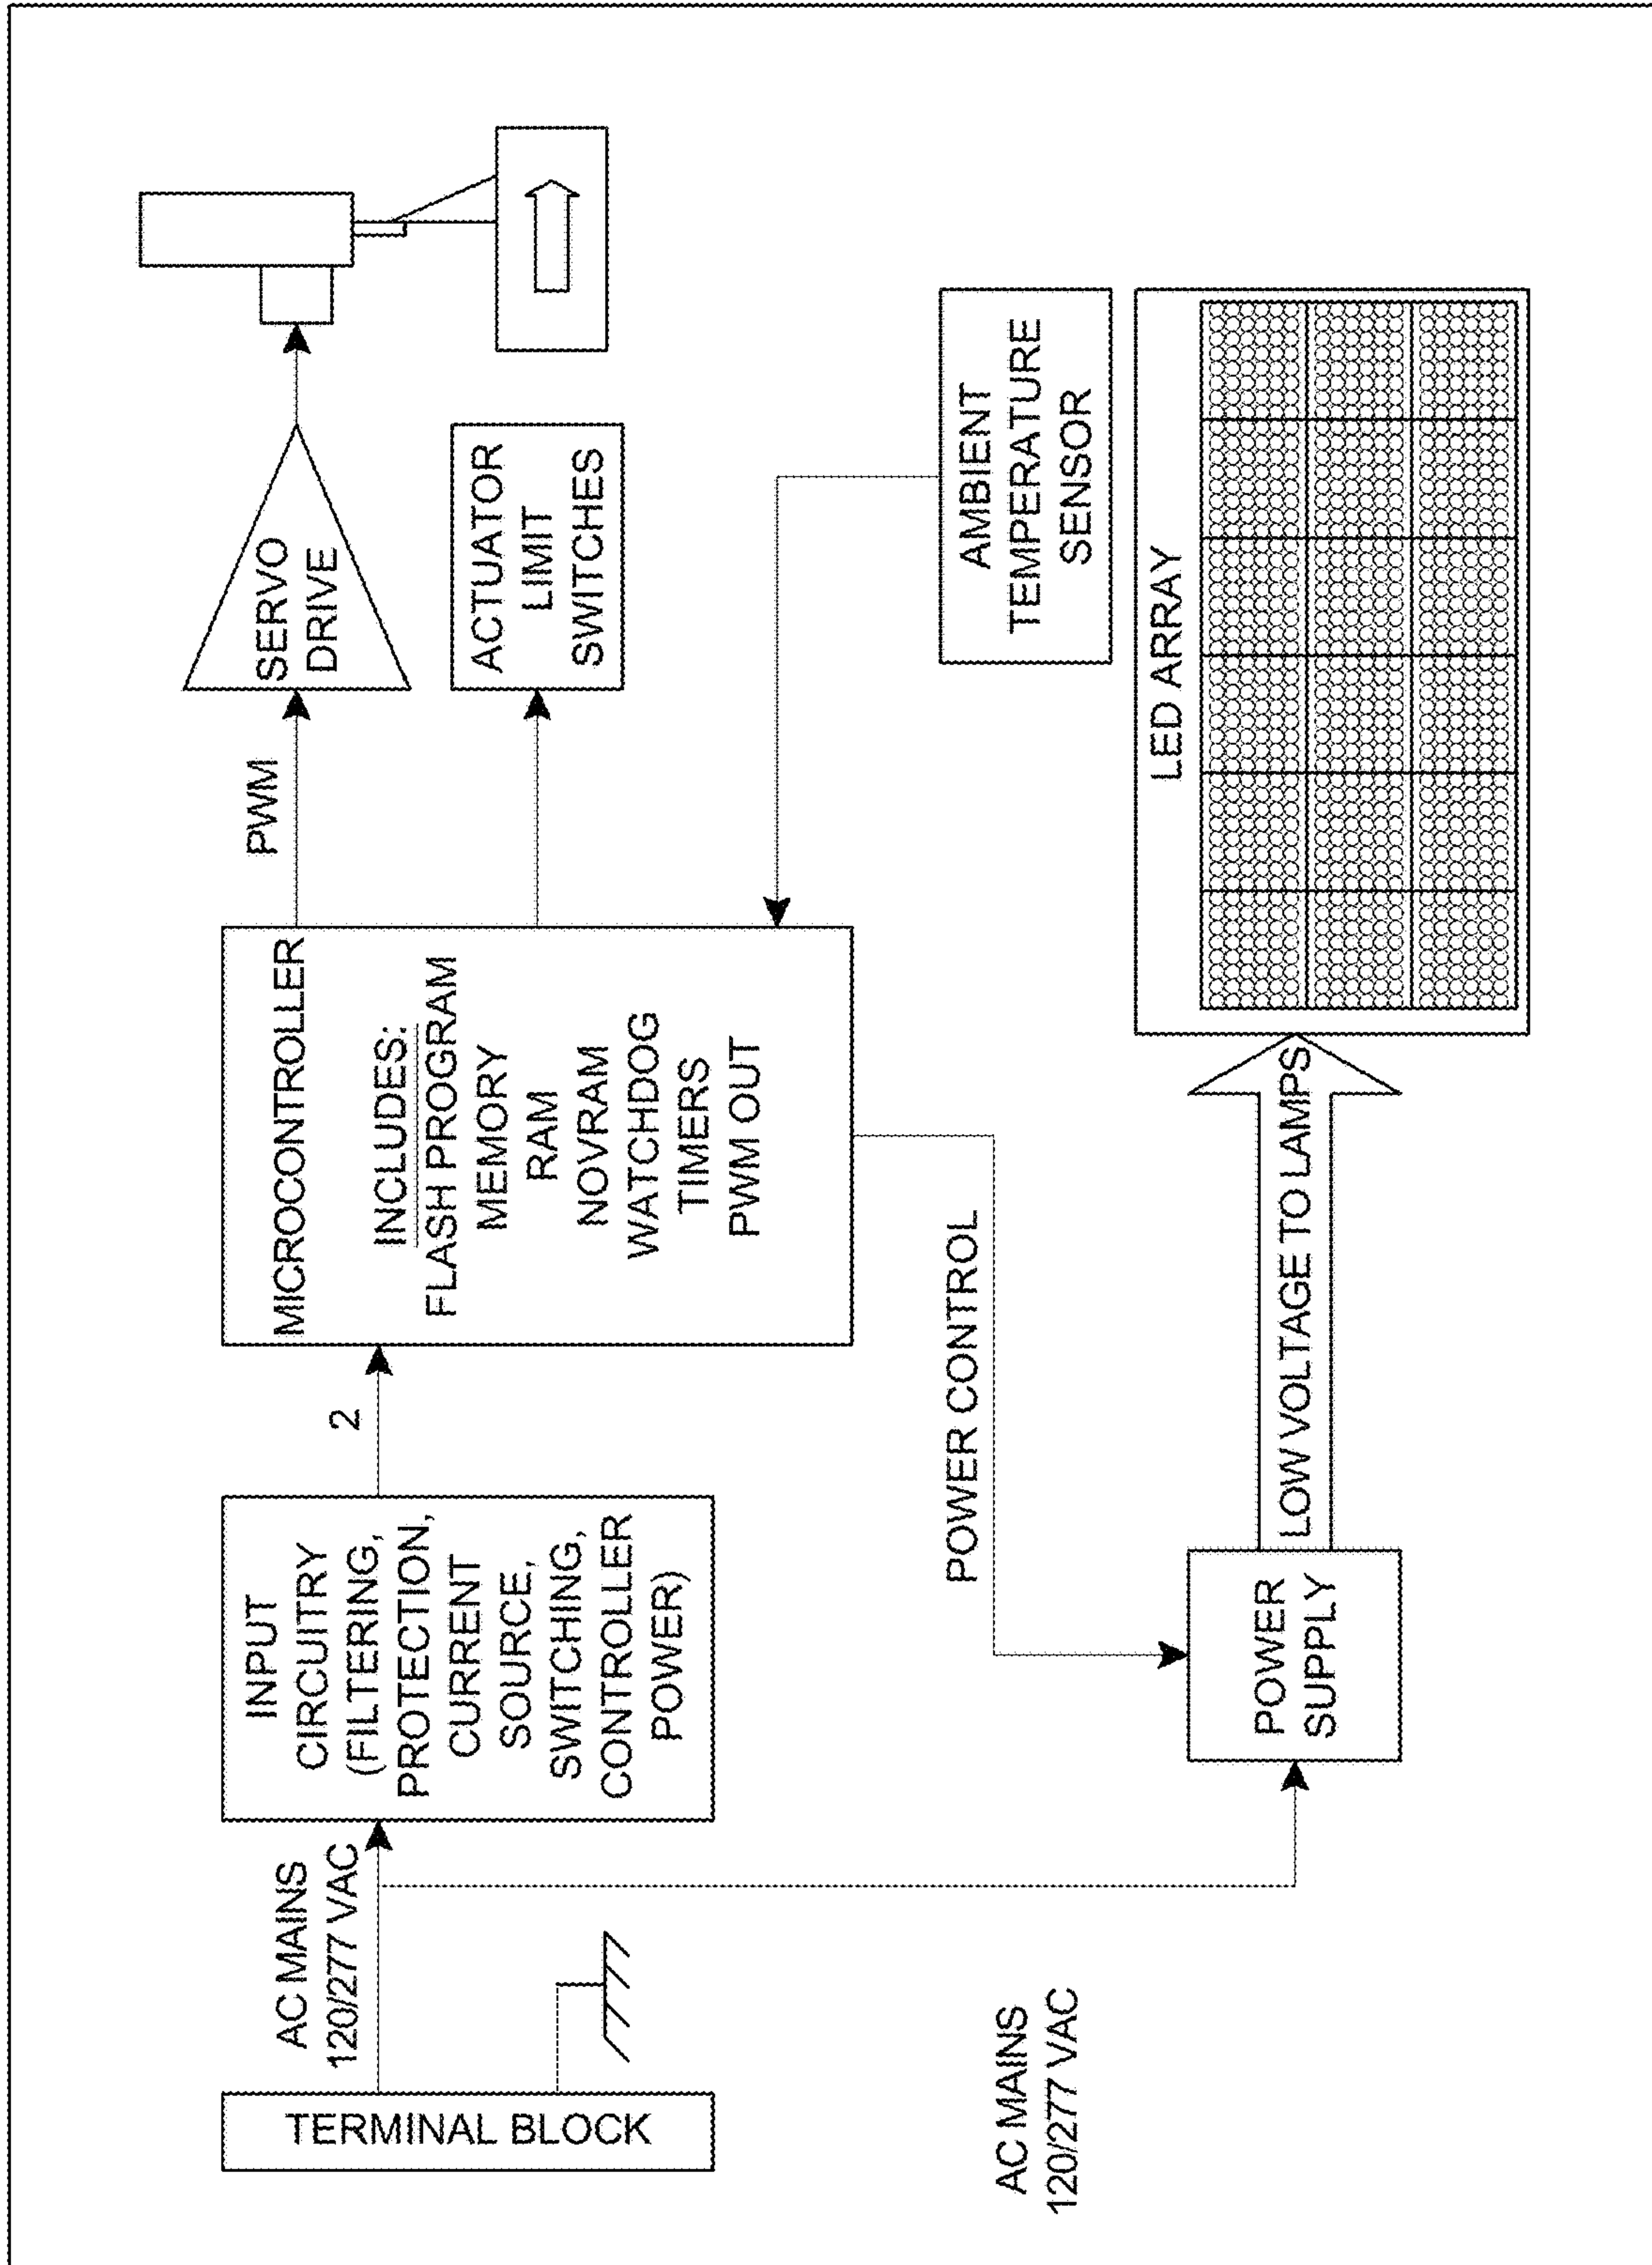 TERMINAL BLOCK
AC MAINS
120/277 VAC
INPUT
CIRCUITRY
(FILTERING,
PROTECTION,
CURRENT
SOURCE,
SWITCHING,
CONTROLLER
POWER)
2
MICROCONTROLLER
INCLUDES:
FLASH PROGRAM
MEMORY
RAM
NOVRAM
WATCHDOG
TIMERS
PWM OUT
PWM
SERVO
DRIVE
ACTUATOR
LIMIT
SWITCHES
AC MAINS
120/277 VAC
POWER CONTROL
POWER
SUPPLY
LOW VOLTAGE TO LAMPS
AMBIENT
TEMPERATURE
SENSOR
LED ARRAY